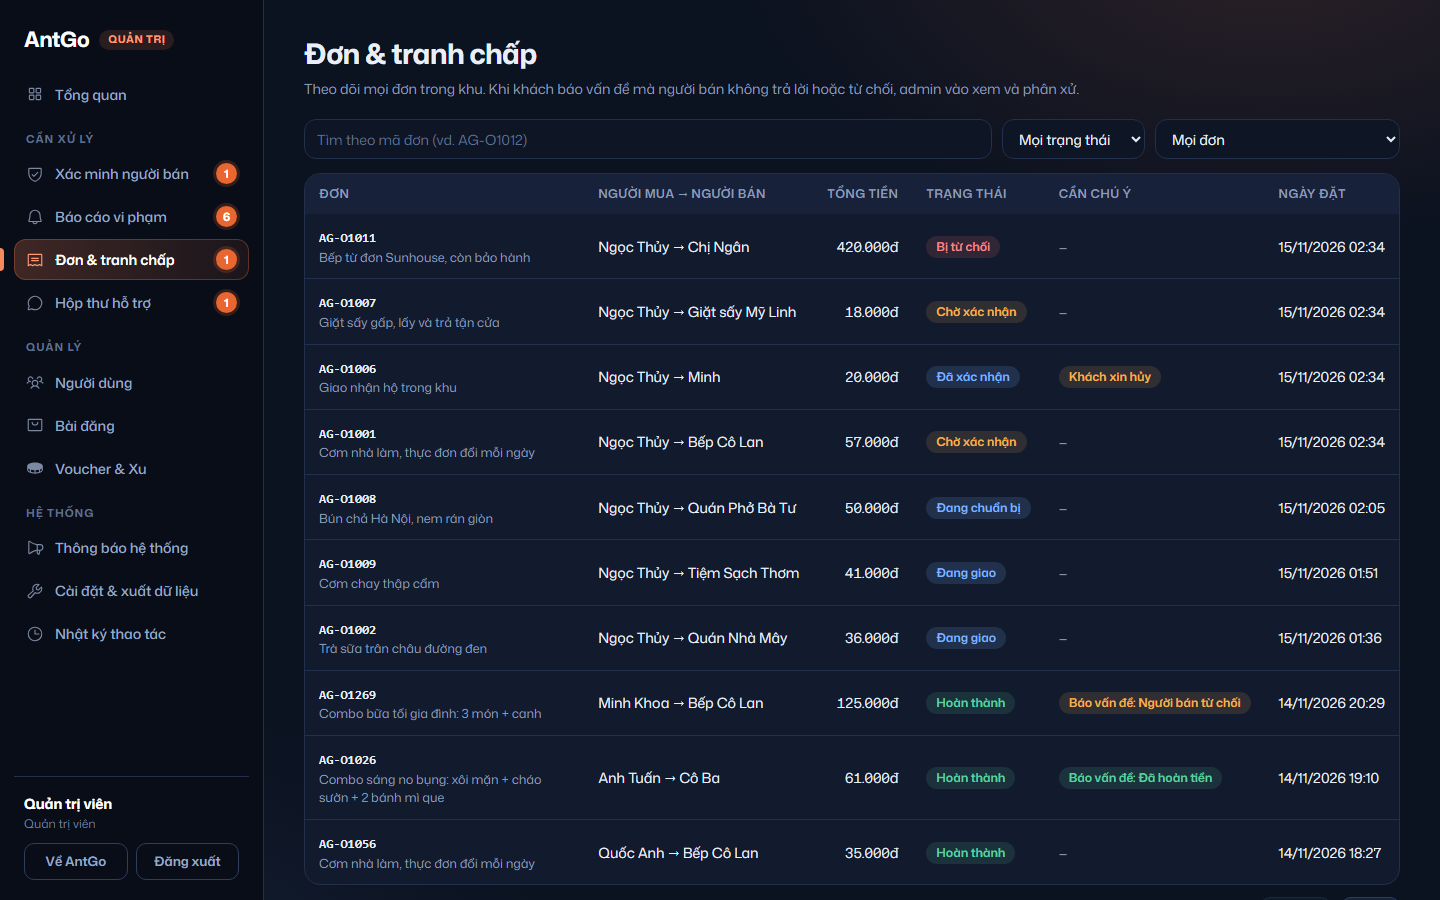 AntGo QUẢN TRỊ
Tổng quan
CẦN XỬ LÝ
Xác minh người bán 1
Báo cáo vi phạm 6
Đơn & tranh chấp 1
Hộp thư hỗ trợ 1
QUẢN LÝ
Người dùng
Bài đăng
Voucher & Xu
HỆ THỐNG
Thông báo hệ thống
Cài đặt & xuất dữ liệu
Nhật ký thao tác
Quản trị viên
Quản trị viên
Về AntGo Đăng xuất
Đơn & tranh chấp
Theo dõi mọi đơn trong khu. Khi khách báo vấn đề mà người bán không trả lời hoặc từ chối, admin vào xem và phân xử.
Tìm theo mã đơn (vd. AG-O1012) Mọi trạng thái Mọi đơn
ĐƠN NGƯỜI MUA → NGƯỜI BÁN TỔNG TIỀN TRẠNG THÁI CẦN CHÚ Ý NGÀY ĐẶT
AG-O1011
Bếp từ đơn Sunhouse, còn bảo hành
Ngọc Thủy → Chị Ngân 420.000đ Bị từ chối – 15/11/2026 02:34
AG-O1007
Giặt sấy gấp, lấy và trả tận cửa
Ngọc Thủy → Giặt sấy Mỹ Linh 18.000đ Chờ xác nhận – 15/11/2026 02:34
AG-O1006
Giao nhận hộ trong khu
Ngọc Thủy → Minh 20.000đ Đã xác nhận Khách xin hủy 15/11/2026 02:34
AG-O1001
Cơm nhà làm, thực đơn đổi mỗi ngày
Ngọc Thủy → Bếp Cô Lan 57.000đ Chờ xác nhận – 15/11/2026 02:34
AG-O1008
Bún chả Hà Nội, nem rán giòn
Ngọc Thủy → Quán Phở Bà Tư 50.000đ Đang chuẩn bị – 15/11/2026 02:05
AG-O1009
Cơm chay thập cẩm
Ngọc Thủy → Tiệm Sạch Thơm 41.000đ Đang giao – 15/11/2026 01:51
AG-O1002
Trà sữa trân châu đường đen
Ngọc Thủy → Quán Nhà Mây 36.000đ Đang giao – 15/11/2026 01:36
AG-O1269
Combo bữa tối gia đình: 3 món + canh
Minh Khoa → Bếp Cô Lan 125.000đ Hoàn thành Báo vấn đề: Người bán từ chối 14/11/2026 20:29
AG-O1026
Combo sáng no bụng: xôi mặn + cháo
sườn + 2 bánh mì que
Anh Tuấn → Cô Ba 61.000đ Hoàn thành Báo vấn đề: Đã hoàn tiền 14/11/2026 19:10
AG-O1056
Cơm nhà làm, thực đơn đổi mỗi ngày
Quốc Anh → Bếp Cô Lan 35.000đ Hoàn thành – 14/11/2026 18:27